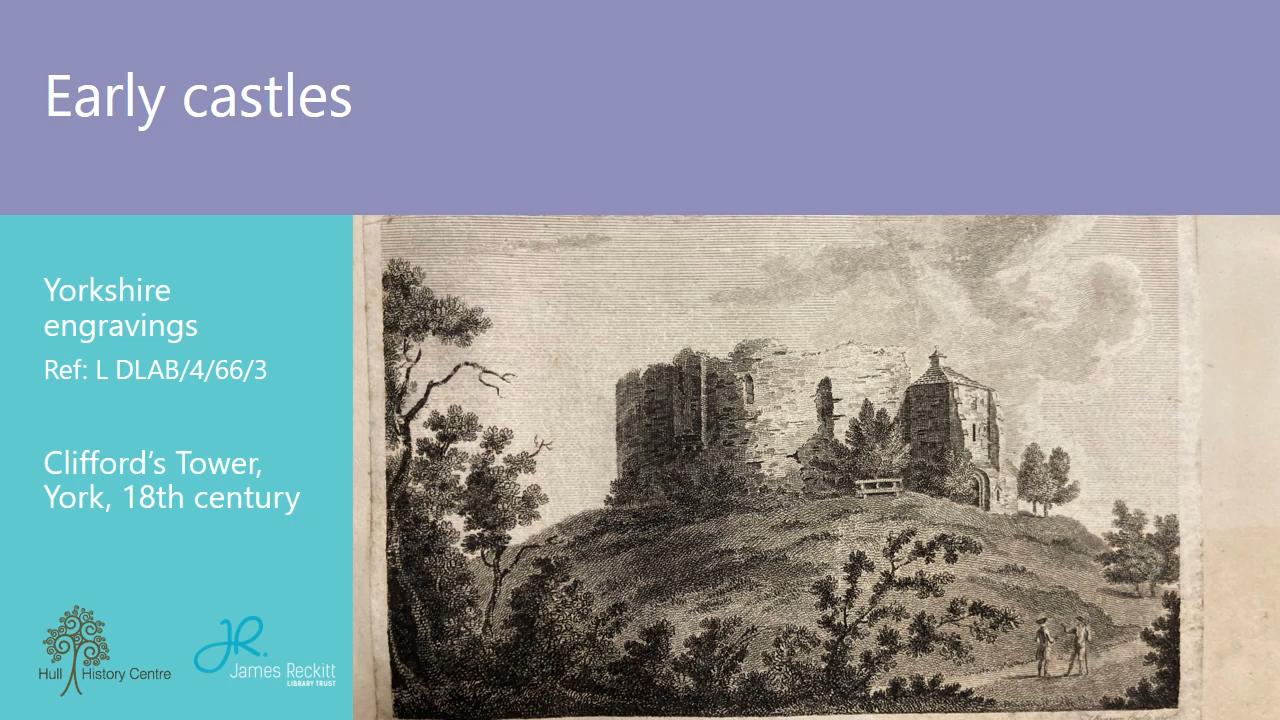 Early castles
Yorkshire
engravings
Ref: L DLAB/4/66/3
Clifford’s Tower,
York, 18th century
Hull History Centre
JR.
James Reckitt
LIBRARY TRUST